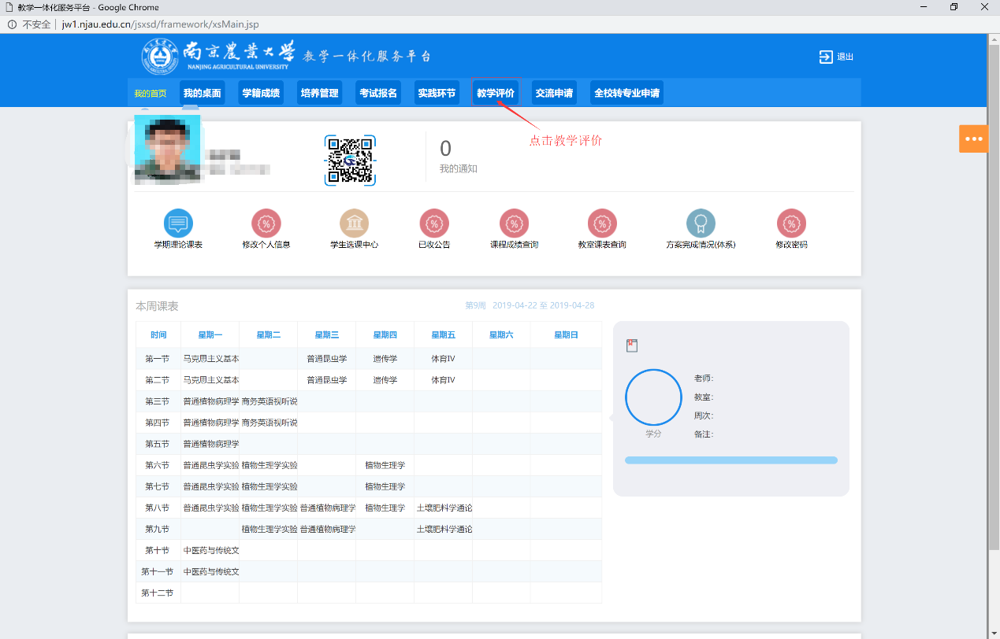 教学一体化服务平台 - Google Chrome
不安全 | jw1.njau.edu.cn/jsxsd/framework/xsMain.jsp
南京农业大学 教学一体化服务平台
NANJING AGRICULTURAL UNIVERSITY
退出
我的首页 我的桌面 学籍成绩 培养管理 考试报名 实践环节 教学评价 交流申请 全校转专业申请
点击教学评价
0
我的通知
学期理论课表 修改个人信息 学生选课中心 已收公告 课程成绩查询 教室课表查询 方案完成情况(体系) 修改密码
本周课表 第9周 2019-04-22 至 2019-04-28
时间 星期一 星期二 星期三 星期四 星期五 星期六 星期日
第一节 马克思主义基本 普通昆虫学 遗传学 体育IV
第二节 马克思主义基本 普通昆虫学 遗传学 体育IV
第三节 普通植物病理学 商务英语视听说
第四节 普通植物病理学 商务英语视听说
第五节 普通植物病理学
第六节 普通昆虫学实验 植物生理学实验 植物生理学
第七节 普通昆虫学实验 植物生理学实验 植物生理学
第八节 普通昆虫学实验 植物生理学实验 普通植物病理学 植物生理学 土壤肥料学通论
第九节 植物生理学实验 普通植物病理学 土壤肥料学通论
第十节 中医药与传统文
第十一节 中医药与传统文
第十二节
老师：
教室：
周次：
学分
备注：